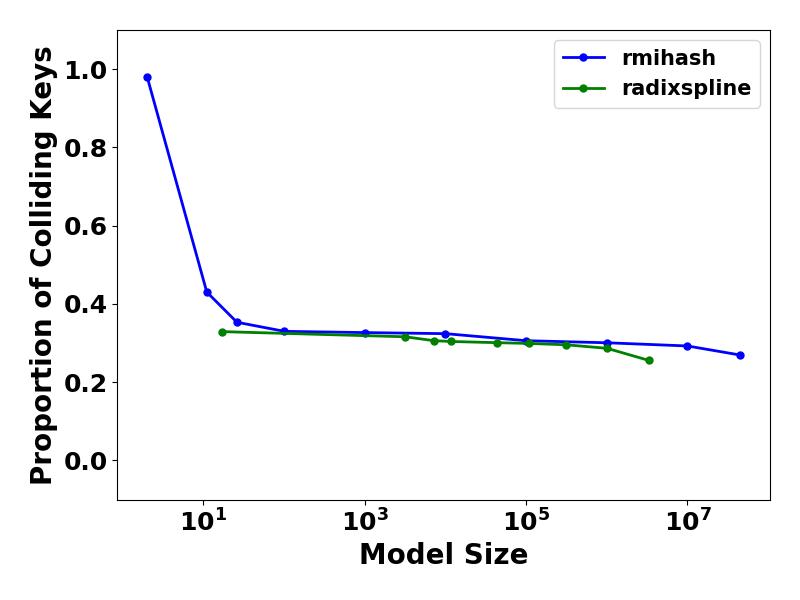 rmihash
radixspline
Proportion of Colliding Keys
1.0
0.8
0.6
0.4
0.2
0.0
10¹ 10³ 10⁵ 10⁷
Model Size